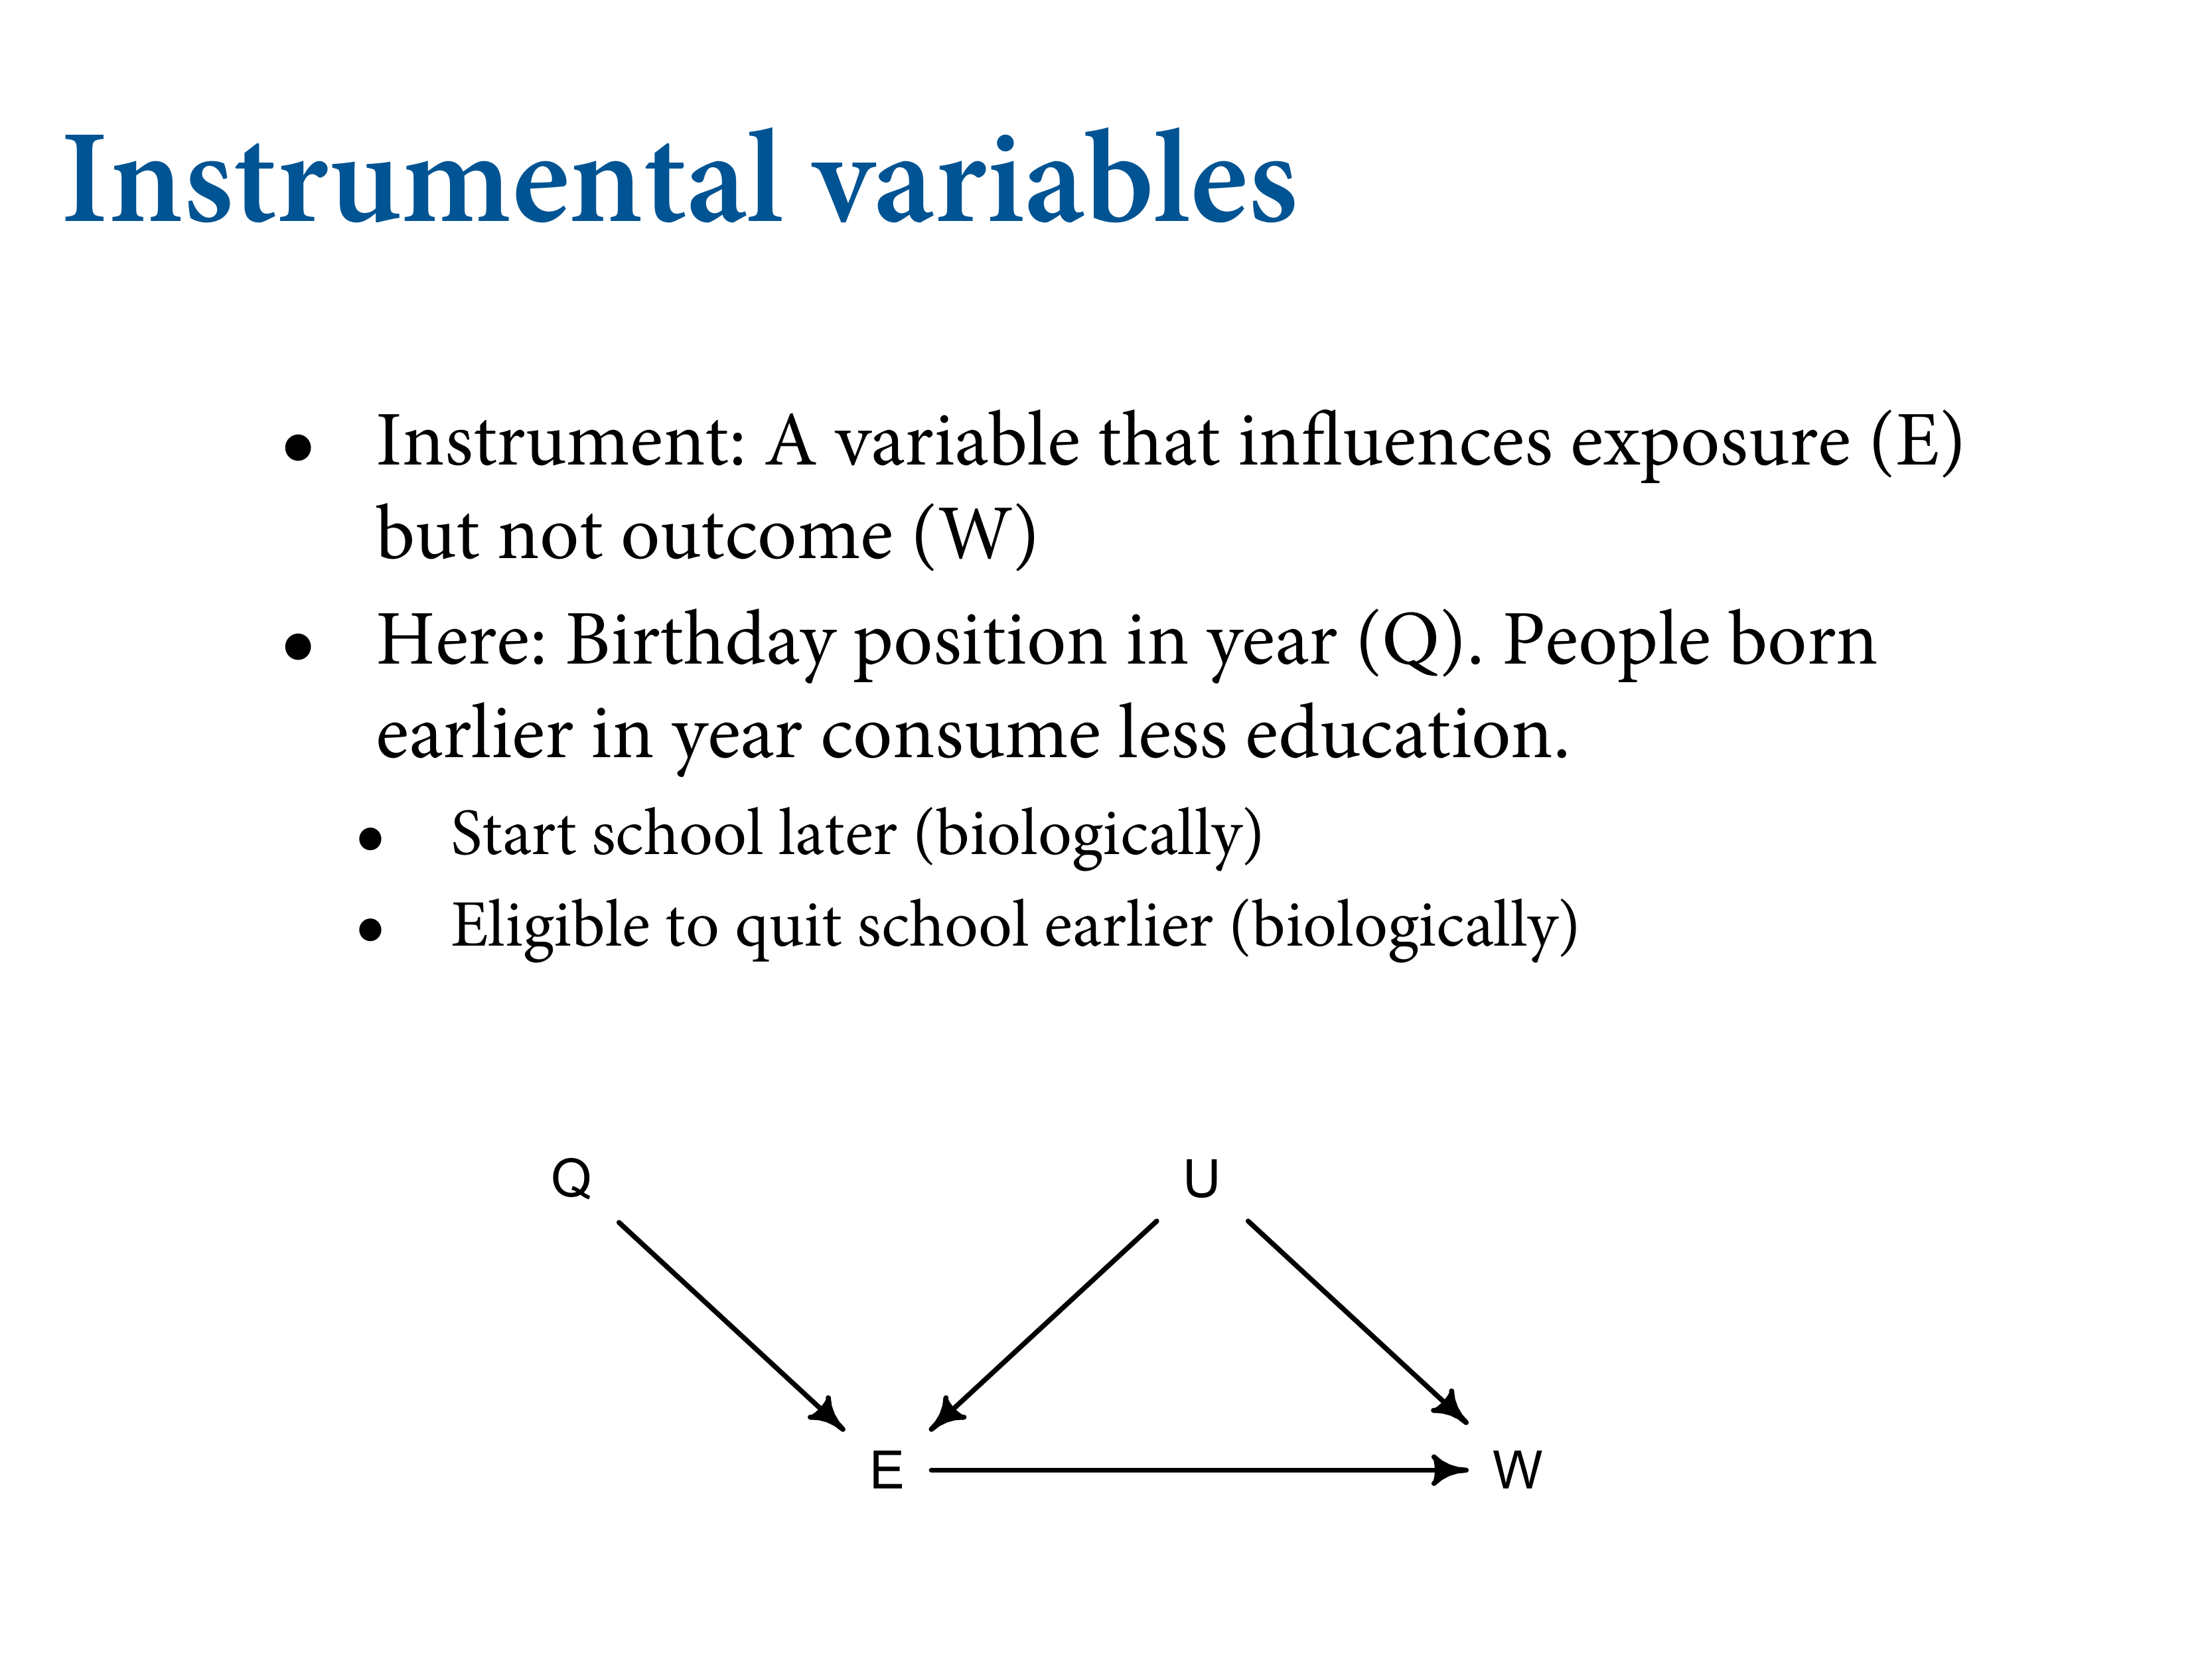 Instrumental variables
• Instrument: A variable that influences exposure (E)
but not outcome (W)
• Here: Birthday position in year (Q). People born
earlier in year consume less education.
• Start school later (biologically)
• Eligible to quit school earlier (biologically)
Q U
E W